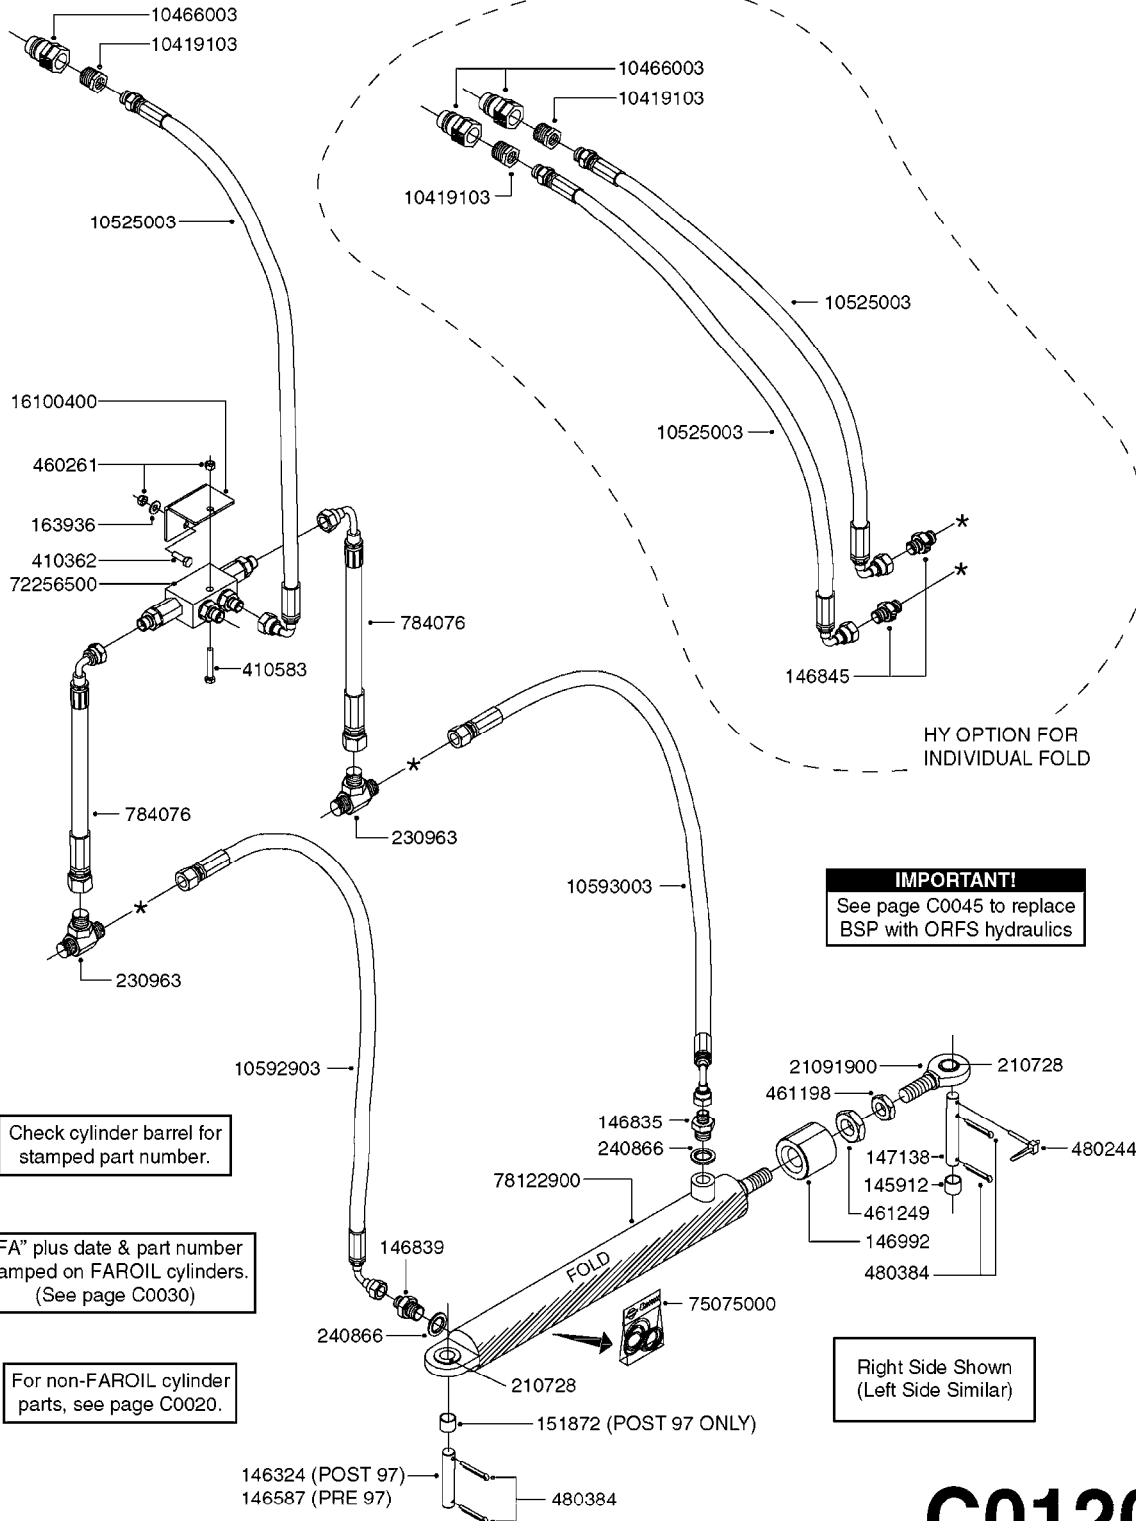 10466003
10419103
10466003
10419103
10419103
10525003
10525003
10525003
16100400
460261
163936
410362
72256500
784076
410583
146845
HY OPTION FOR
INDIVIDUAL FOLD
*
*
784076
*
230963
10593003
*
230963
IMPORTANT!
See page C0045 to replace
BSP with ORFS hydraulics
10592903
21091900
210728
461198
146835
240866
480244
147138
145912
78122900
461249
146992
480384
Check cylinder barrel for
stamped part number.
FA" plus date & part number
amped on FAROIL cylinders.
(See page C0030)
146839
FOLD
75075000
240866
For non-FAROIL cylinder
parts, see page C0020.
210728
Right Side Shown
(Left Side Similar)
151872 (POST 97 ONLY)
146324 (POST 97)
146587 (PRE 97)
480384
C0120